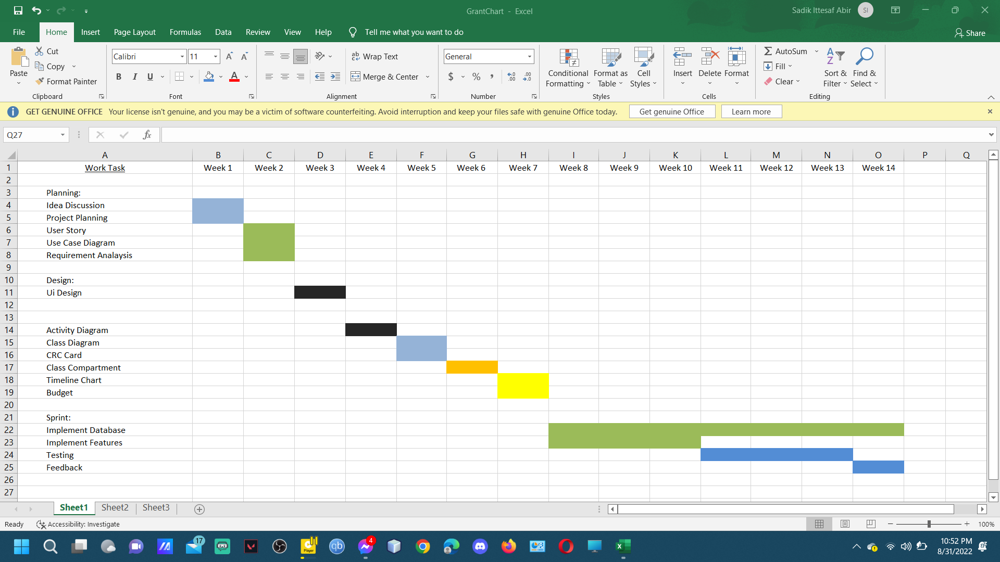 GrantChart - Excel
Sadik Ittesaf Abir SI
File Home Insert Page Layout Formulas Data Review View Help Tell me what you want to do Share
Cut
Copy
Format Painter
Paste
Clipboard
Calibri 11
B I U
Font
Wrap Text
Merge & Center
Alignment
General
$ % ,
Number
Conditional Formatting
Format as Table
Cell Styles
Styles
Insert Delete Format
Cells
AutoSum
Fill
Clear
Sort & Filter
Find & Select
Editing
GET GENUINE OFFICE Your license isn't genuine, and you may be a victim of software counterfeiting. Avoid interruption and keep your files safe with genuine Office today. Get genuine Office Learn more
Q27 fx
A B C D E F G H I J K L M N O P Q
1 Work Task Week 1 Week 2 Week 3 Week 4 Week 5 Week 6 Week 7 Week 8 Week 9 Week 10 Week 11 Week 12 Week 13 Week 14
2
3 Planning:
4 Idea Discussion
5 Project Planning
6 User Story
7 Use Case Diagram
8 Requirement Analaysis
9
10 Design:
11 Ui Design
12
13
14 Activity Diagram
15 Class Diagram
16 CRC Card
17 Class Compartment
18 Timeline Chart
19 Budget
20
21 Sprint:
22 Implement Database
23 Implement Features
24 Testing
25 Feedback
26
27
Sheet1 Sheet2 Sheet3
Ready Accessibility: Investigate 100%
17 Player qb 4
10:52 PM
8/31/2022